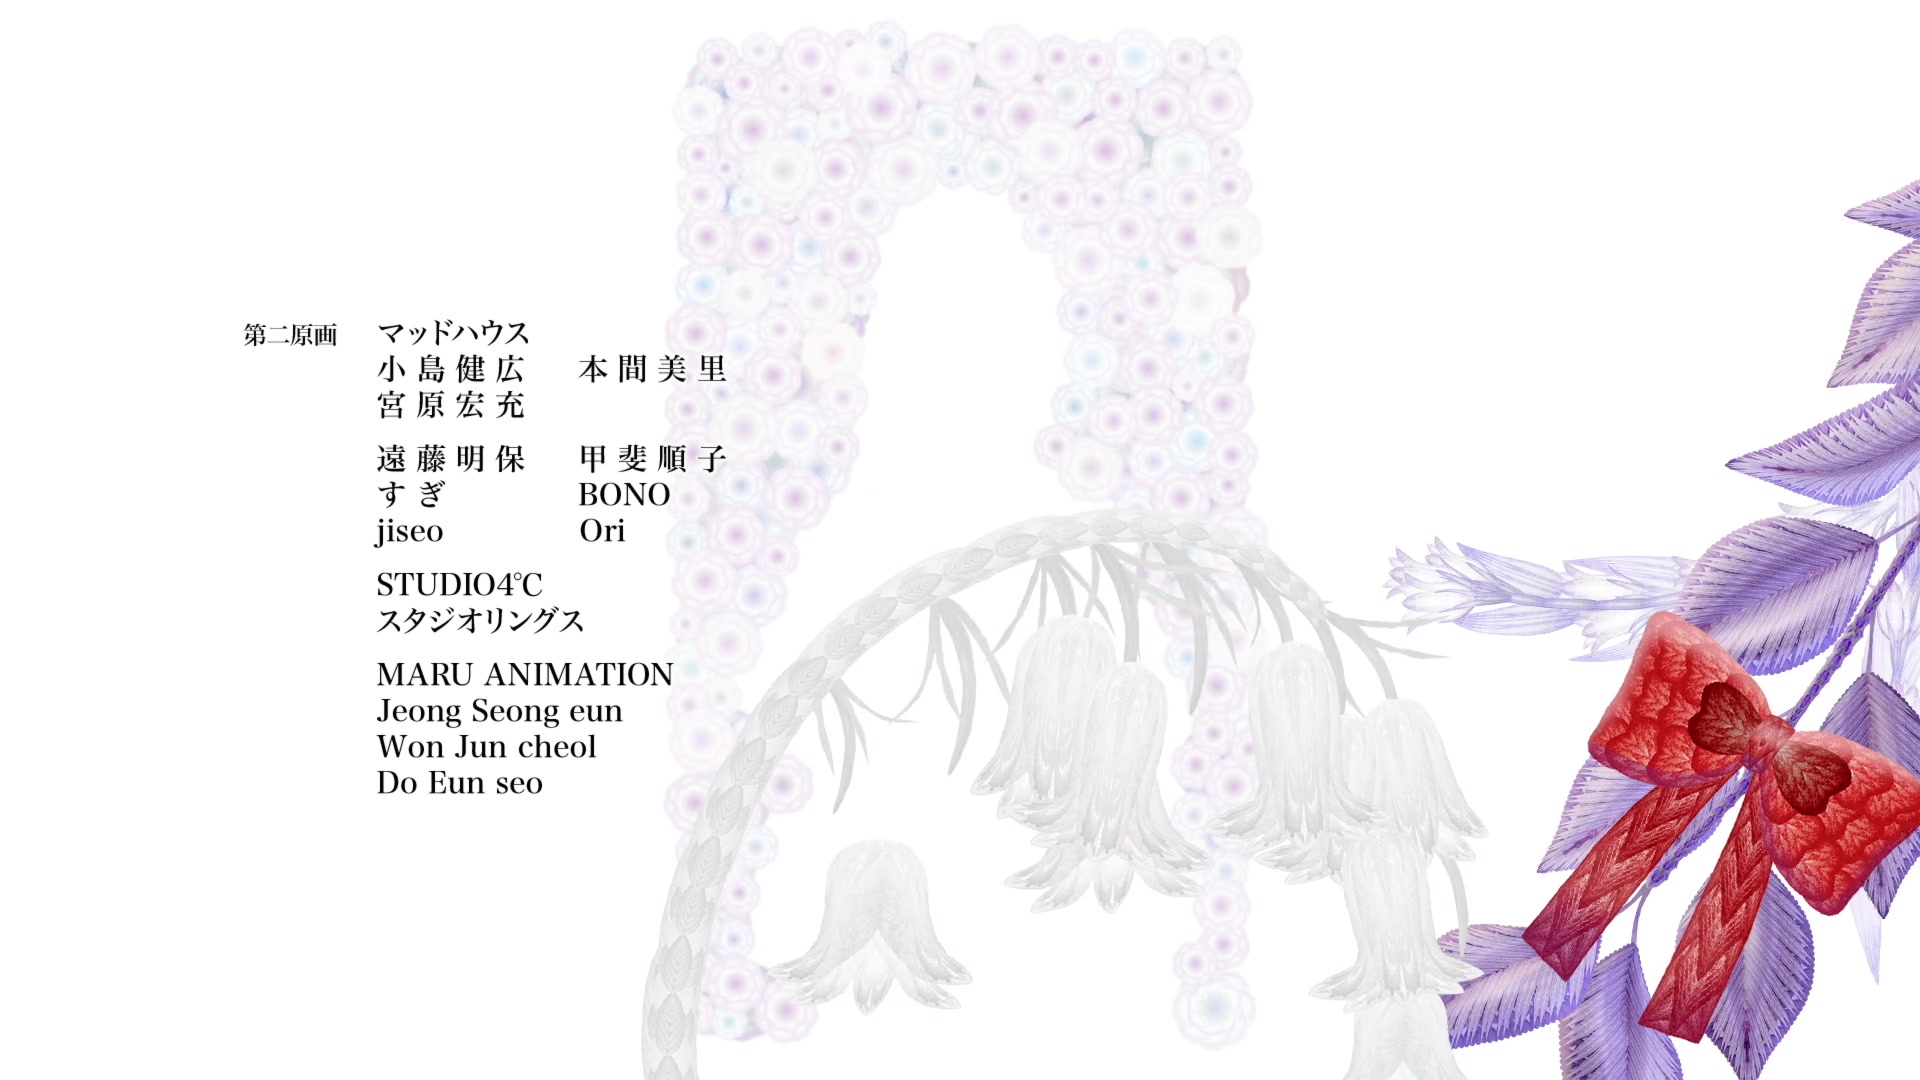 第二原画 マッドハウス
小島健広 本間美里
宮原宏充
遠藤明保 甲斐順子
すぎ BONO
jiseo Ori
STUDIO4℃
スタジオリングス
MARU ANIMATION
Jeong Seong eun
Won Jun cheol
Do Eun seo